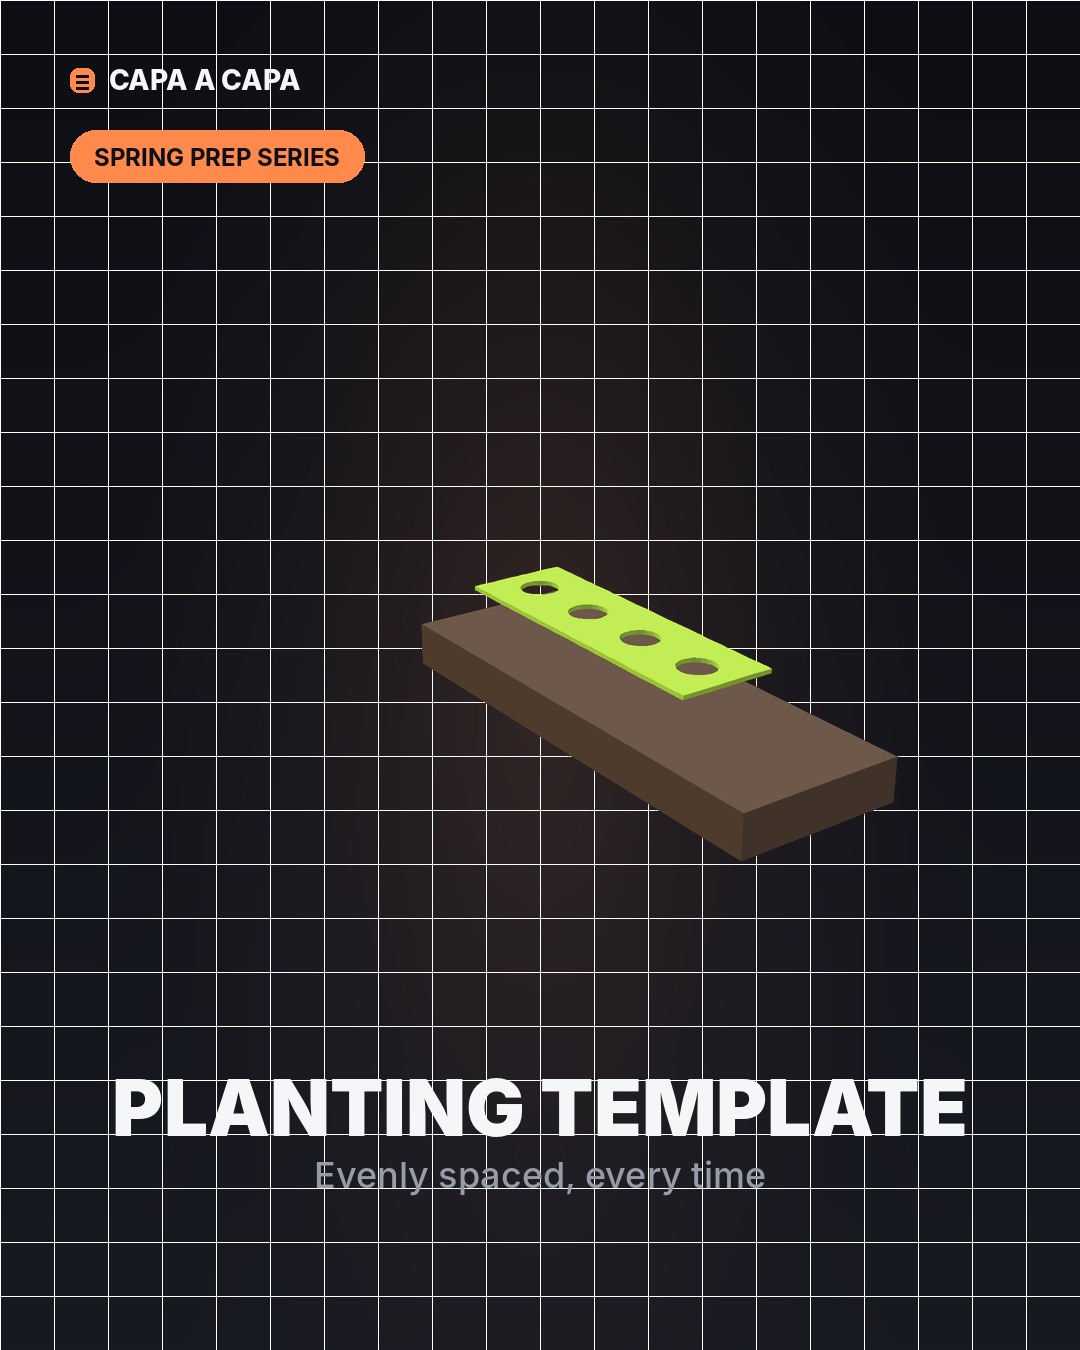 CAPA A CAPA
SPRING PREP SERIES
PLANTING TEMPLATE
Evenly spaced, every time